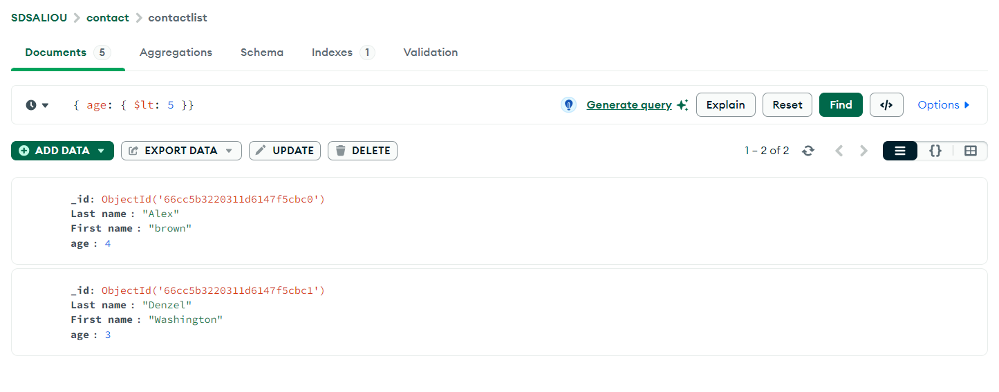 SDSALIOU > contact > contactlist
Documents 5 Aggregations Schema Indexes 1 Validation
{ age: { $lt: 5 }} Generate query Explain Reset Find </> Options
ADD DATA EXPORT DATA UPDATE DELETE 1 – 2 of 2 {}
_id: ObjectId('66cc5b3220311d6147f5cbc0')
Last name : "Alex"
First name : "brown"
age : 4
_id: ObjectId('66cc5b3220311d6147f5cbc1')
Last name : "Denzel"
First name : "Washington"
age : 3